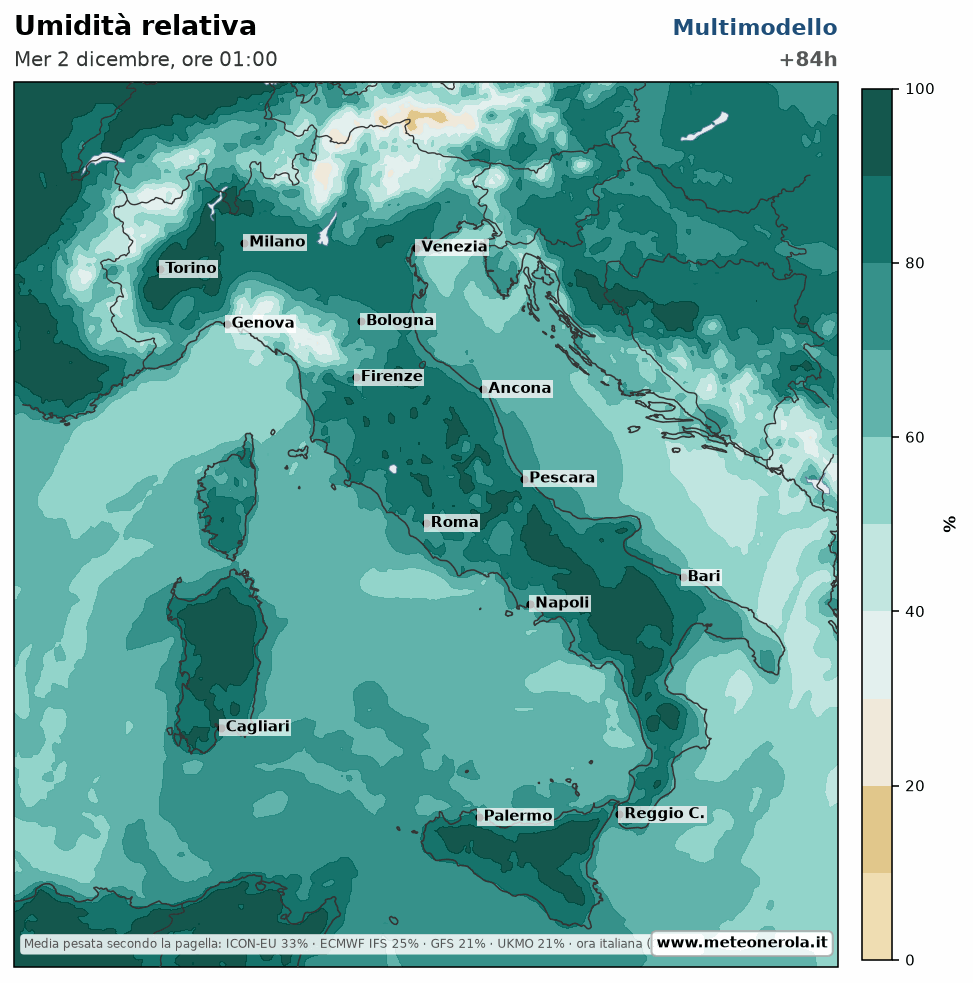 Umidità relativa
Multimodello
Mer 2 dicembre, ore 01:00
+84h
100
80
60
40
20
0
%
Milano
Venezia
Torino
Genova
Bologna
Firenze
Ancona
Pescara
Roma
Bari
Napoli
Cagliari
Palermo
Reggio C.
Media pesata secondo la pagella: ICON-EU 33% · ECMWF IFS 25% · GFS 21% · UKMO 21% · ora italiana (
www.meteonerola.it